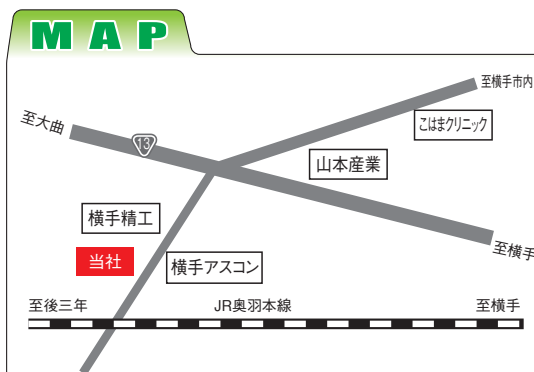 MAP
至横手市内
至大曲
こはまクリニック
13
山本産業
横手精工
至横手
当社
横手アスコン
至後三年
JR奥羽本線
至横手